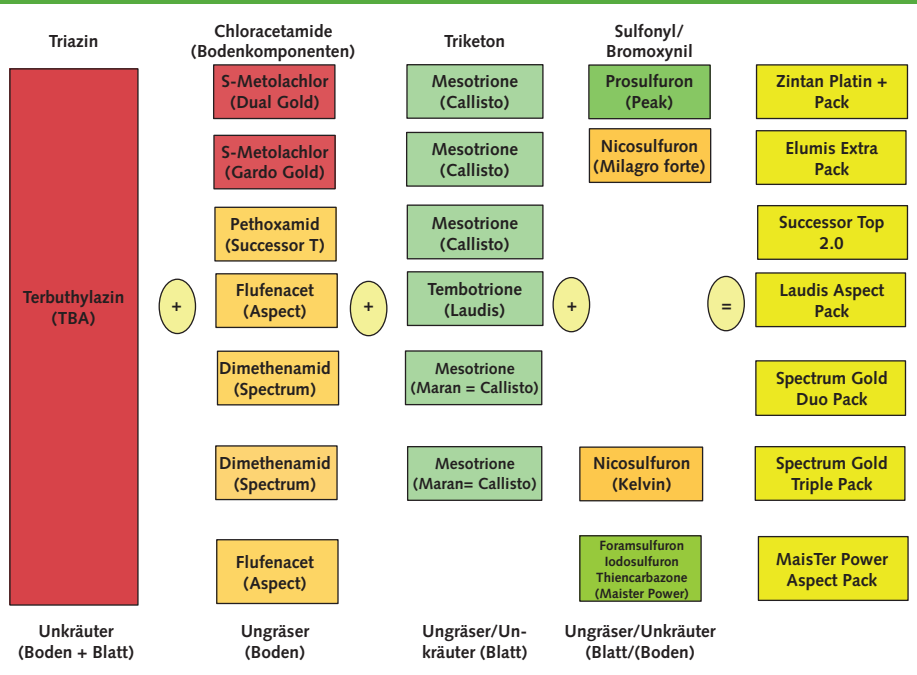 Triazin
Chloracetamide
(Bodenkomponenten)
Triketon
Sulfonyl/
Bromoxynil
S-Metolachlor
(Dual Gold)
Mesotrione
(Callisto)
Prosulfuron
(Peak)
Zintan Platin +
Pack
S-Metolachlor
(Gardo Gold)
Mesotrione
(Callisto)
Nicosulfuron
(Milagro forte)
Elumis Extra
Pack
Pethoxamid
(Successor T)
Mesotrione
(Callisto)
Successor Top
2.0
Terbuthylazin
(TBA)
+
Flufenacet
(Aspect)
+
Tembotrione
(Laudis)
+
=
Laudis Aspect
Pack
Dimethenamid
(Spectrum)
Mesotrione
(Maran = Callisto)
Spectrum Gold
Duo Pack
Dimethenamid
(Spectrum)
Mesotrione
(Maran= Callisto)
Nicosulfuron
(Kelvin)
Spectrum Gold
Triple Pack
Flufenacet
(Aspect)
Foramsulfuron
Iodosulfuron
Thiencarbazone
(Maister Power)
MaisTer Power
Aspect Pack
Unkräuter
(Boden + Blatt)
Ungräser
(Boden)
Ungräser/Un-
kräuter (Blatt)
Ungräser/Unkräuter
(Blatt/(Boden)